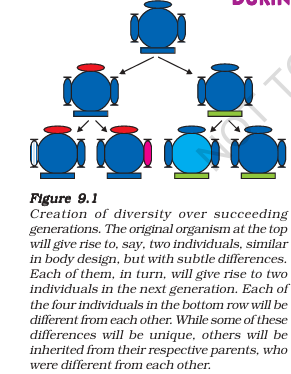 Figure 9.1
Creation of diversity over succeeding
generations. The original organism at the top
will give rise to, say, two individuals, similar
in body design, but with subtle differences.
Each of them, in turn, will give rise to two
individuals in the next generation. Each of
the four individuals in the bottom row will be
different from each other. While some of these
differences will be unique, others will be
inherited from their respective parents, who
were different from each other.